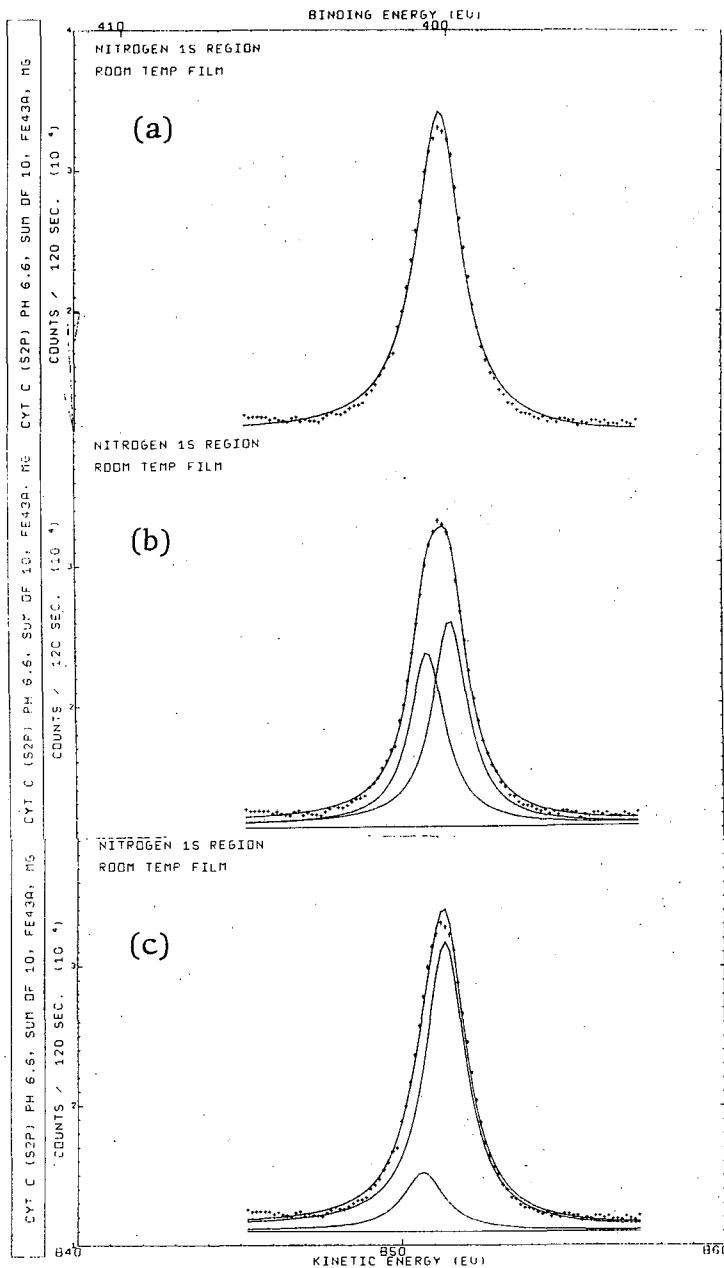 BINDING ENERGY (EV)
410
400
4
NITROGEN 1S REGION
ROOM TEMP FILM
(a)
3
2
CYT C (S2P) PH 6.6, SUM OF 10, FE43A, MG
COUNTS / 120 SEC. (10 4)
NITROGEN 1S REGION
ROOM TEMP FILM
(b)
3
2
CYT C (S2P) PH 6.6, SUM OF 10, FE43A, MG
COUNTS / 120 SEC. (10 4)
NITROGEN 1S REGION
ROOM TEMP FILM
(c)
3
2
1
CYT C (S2P) PH 6.6, SUM OF 10, FE43A, MG
COUNTS / 120 SEC. (10 4)
840
850
860
KINETIC ENERGY (EV)